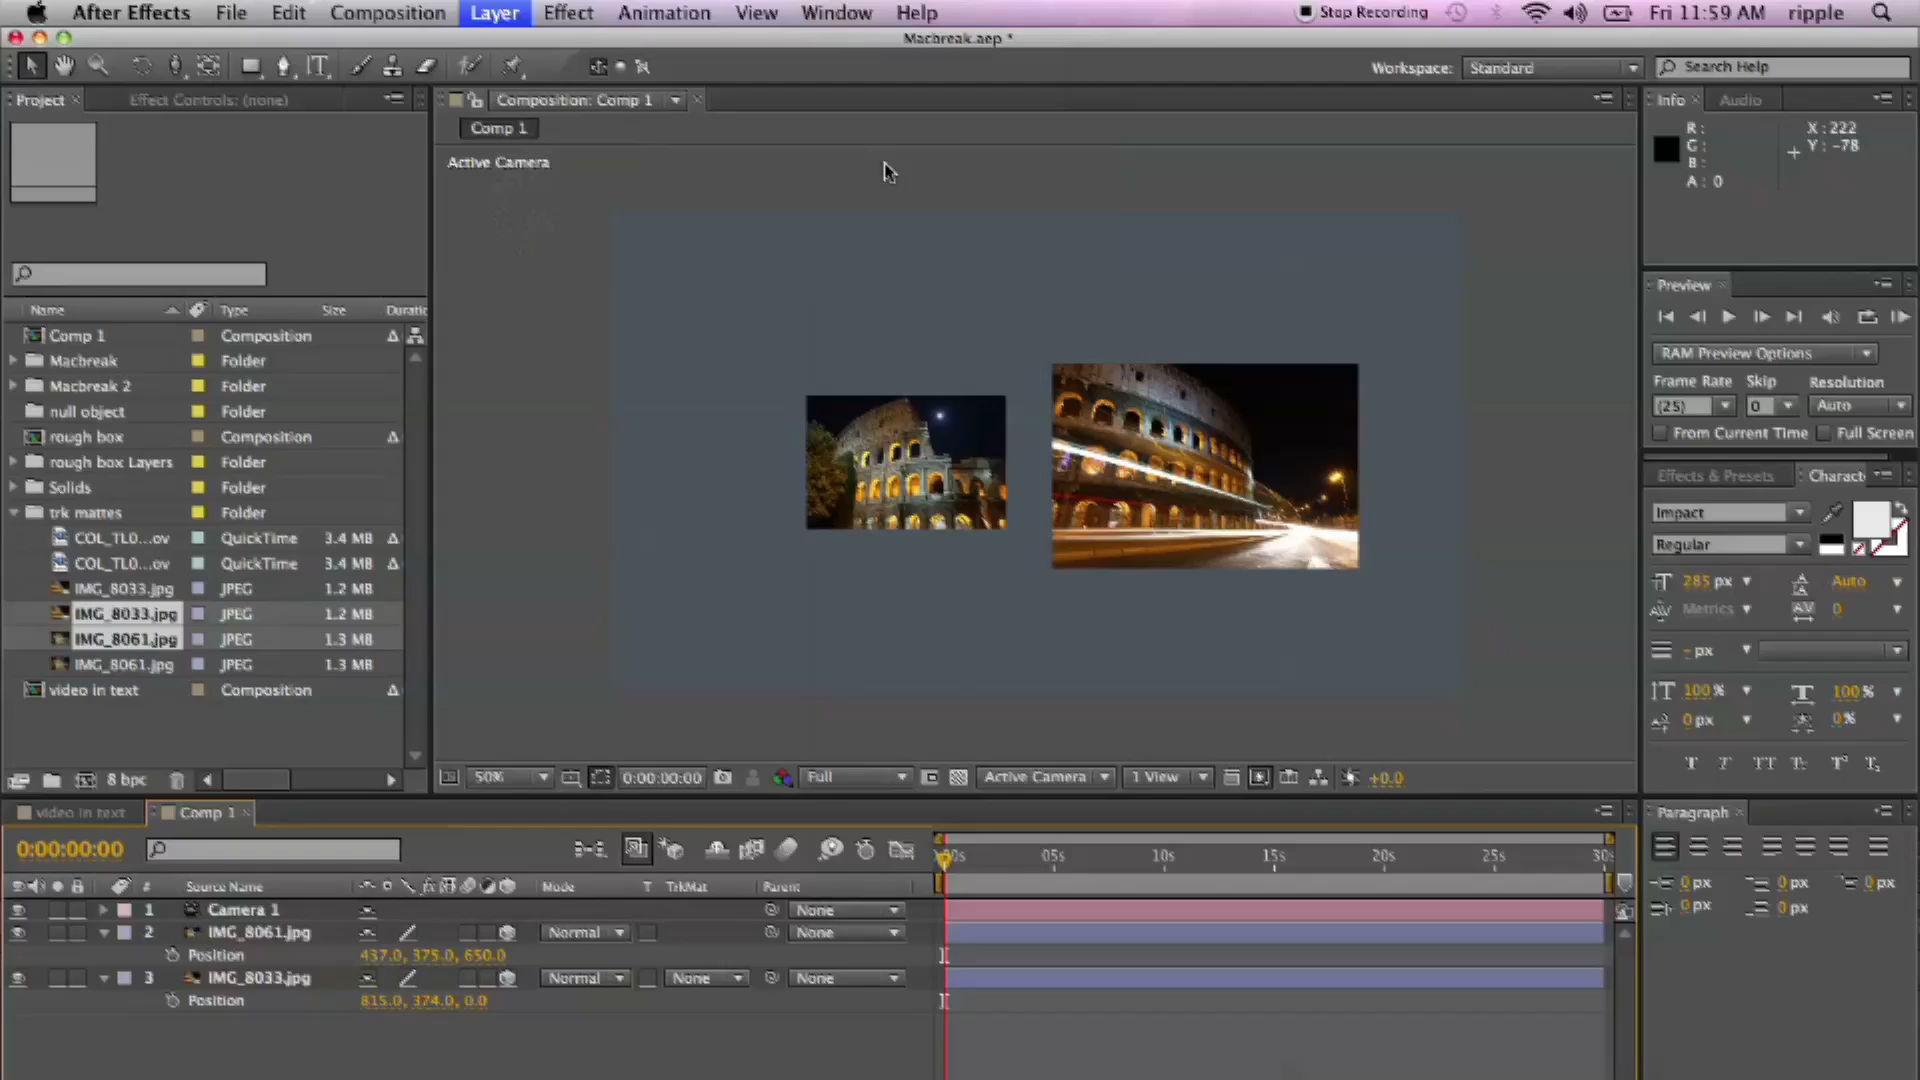 After Effects File Edit Composition Layer Effect Animation View Window Help Stop Recording Fri 11:59 AM ripple
Macbreak.aep *
Workspace: Standard Search Help
Project Effect Controls: (none) Composition: Comp 1 Info Audio
Comp 1
R: X: 222
G: Y: -78
B:
A: 0
Active Camera
Preview
RAM Preview Options
Frame Rate Skip Resolution
(25) 0 Auto
From Current Time Full Screen
Name Type Size Duratic
Comp 1 Composition
Macbreak Folder
Macbreak 2 Folder
null object Folder
rough box Composition
rough box Layers Folder
Solids Folder
trk mattes Folder
COL_TL0...ov QuickTime 3.4 MB
COL_TL0...ov QuickTime 3.4 MB
IMG_8033.jpg JPEG 1.2 MB
IMG_8033.jpg JPEG 1.2 MB
IMG_8061.jpg JPEG 1.3 MB
IMG_8061.jpg JPEG 1.3 MB
video in text Composition
8 bpc
50% 0:00:00:00 Full Active Camera 1 View +0.0
Effects & Presets Charact
Impact
Regular
285 px Auto
Metrics 0
- px
100 % 100 %
0 px 0 %
T T TT Tr T T
Paragraph
0 px 0 px 0 px
0 px 0 px
video in text Comp 1
0:00:00:00
00s 05s 10s 15s 20s 25s 30s
# Source Name Mode T TrkMat Parent
1 Camera 1 None
2 IMG_8061.jpg Normal None
Position 437.0, 375.0, 650.0
3 IMG_8033.jpg Normal None None
Position 815.0, 374.0, 0.0